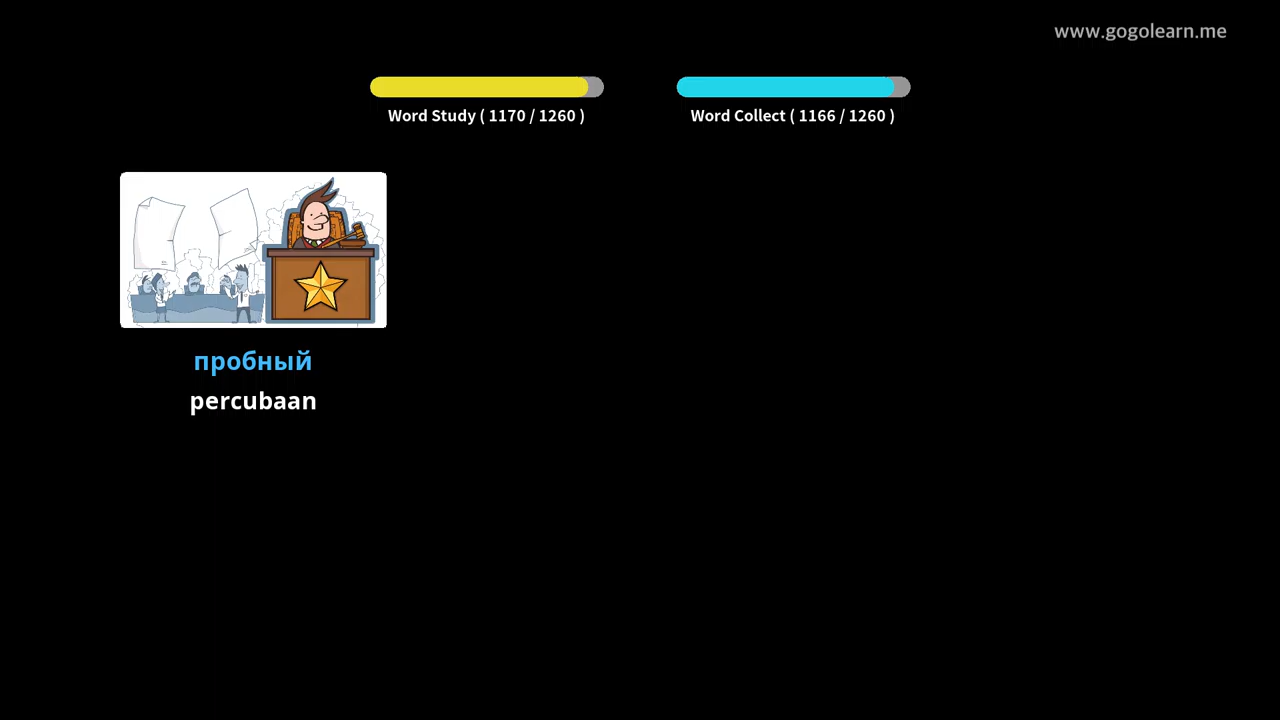 www.gogolearn.me
Word Study ( 1170 / 1260 )
Word Collect ( 1166 / 1260 )
пробный
percubaan